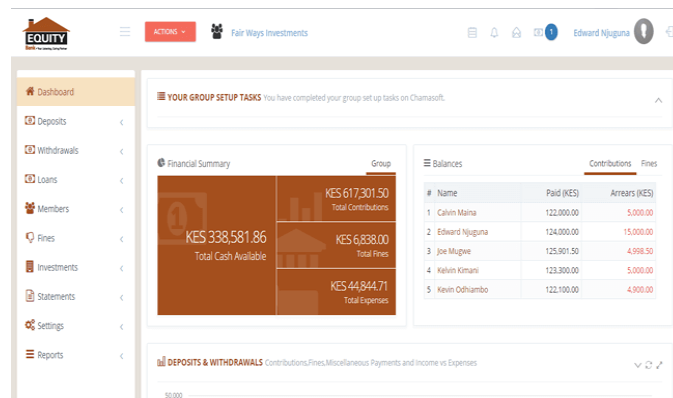 EQUITY
Bank
ACTIONS
Fair Ways Investments
1
Edward Njuguna
Dashboard
Deposits
Withdrawals
Loans
Members
Fines
Investments
Statements
Settings
Reports
YOUR GROUP SETUP TASKS You have completed your group set up tasks on Chamasoft.
Financial Summary
Group
KES 338,581.86
Total Cash Available
KES 617,301.50
Total Contributions
KES 6,838.00
Total Fines
KES 44,844.71
Total Expenses
Balances
Contributions Fines
# Name Paid (KES) Arrears (KES)
1 Calvin Maina 122,000.00 5,000.00
2 Edward Njuguna 124,000.00 15,000.00
3 Joe Mugwe 125,901.50 4,998.50
4 Kelvin Kimani 123,300.00 5,000.00
5 Kevin Odhiambo 122,100.00 4,900.00
DEPOSITS & WITHDRAWALS Contributions,Fines,Miscellaneous Payments and Income vs Expenses
50.000